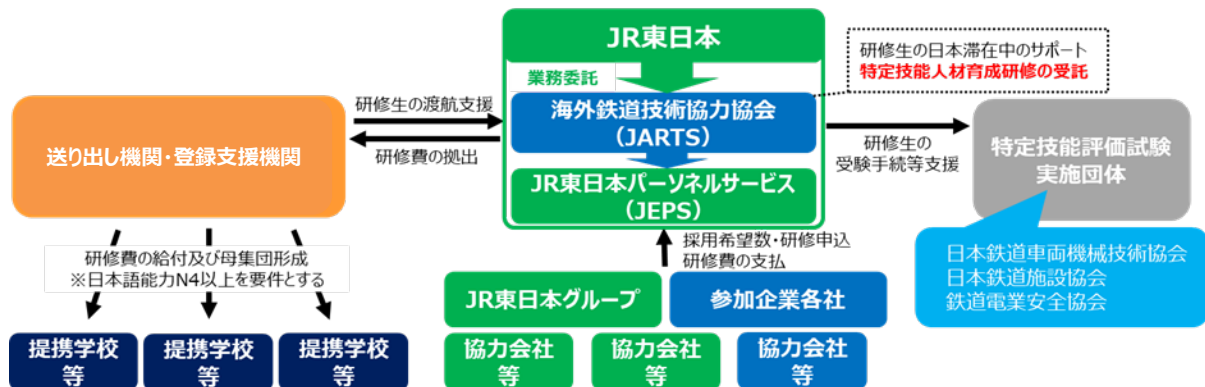 JR東日本
業務委託
海外鉄道技術協力協会
(JARTS)
JR東日本パーソネルサービス
(JEPS)
研修生の日本滞在中のサポート
特定技能人材育成研修の受託
送り出し機関・登録支援機関
研修生の渡航支援
研修費の拠出
研修生の
受験手続等支援
特定技能評価試験
実施団体
日本鉄道車両機械技術協会
日本鉄道施設協会
鉄道電業安全協会
研修費の給付及び母集団形成
※日本語能力N4以上を要件とする
採用希望数・研修申込
研修費の支払
JR東日本グループ
参加企業各社
提携学校
等
提携学校
等
提携学校
等
協力会社
等
協力会社
等
協力会社
等